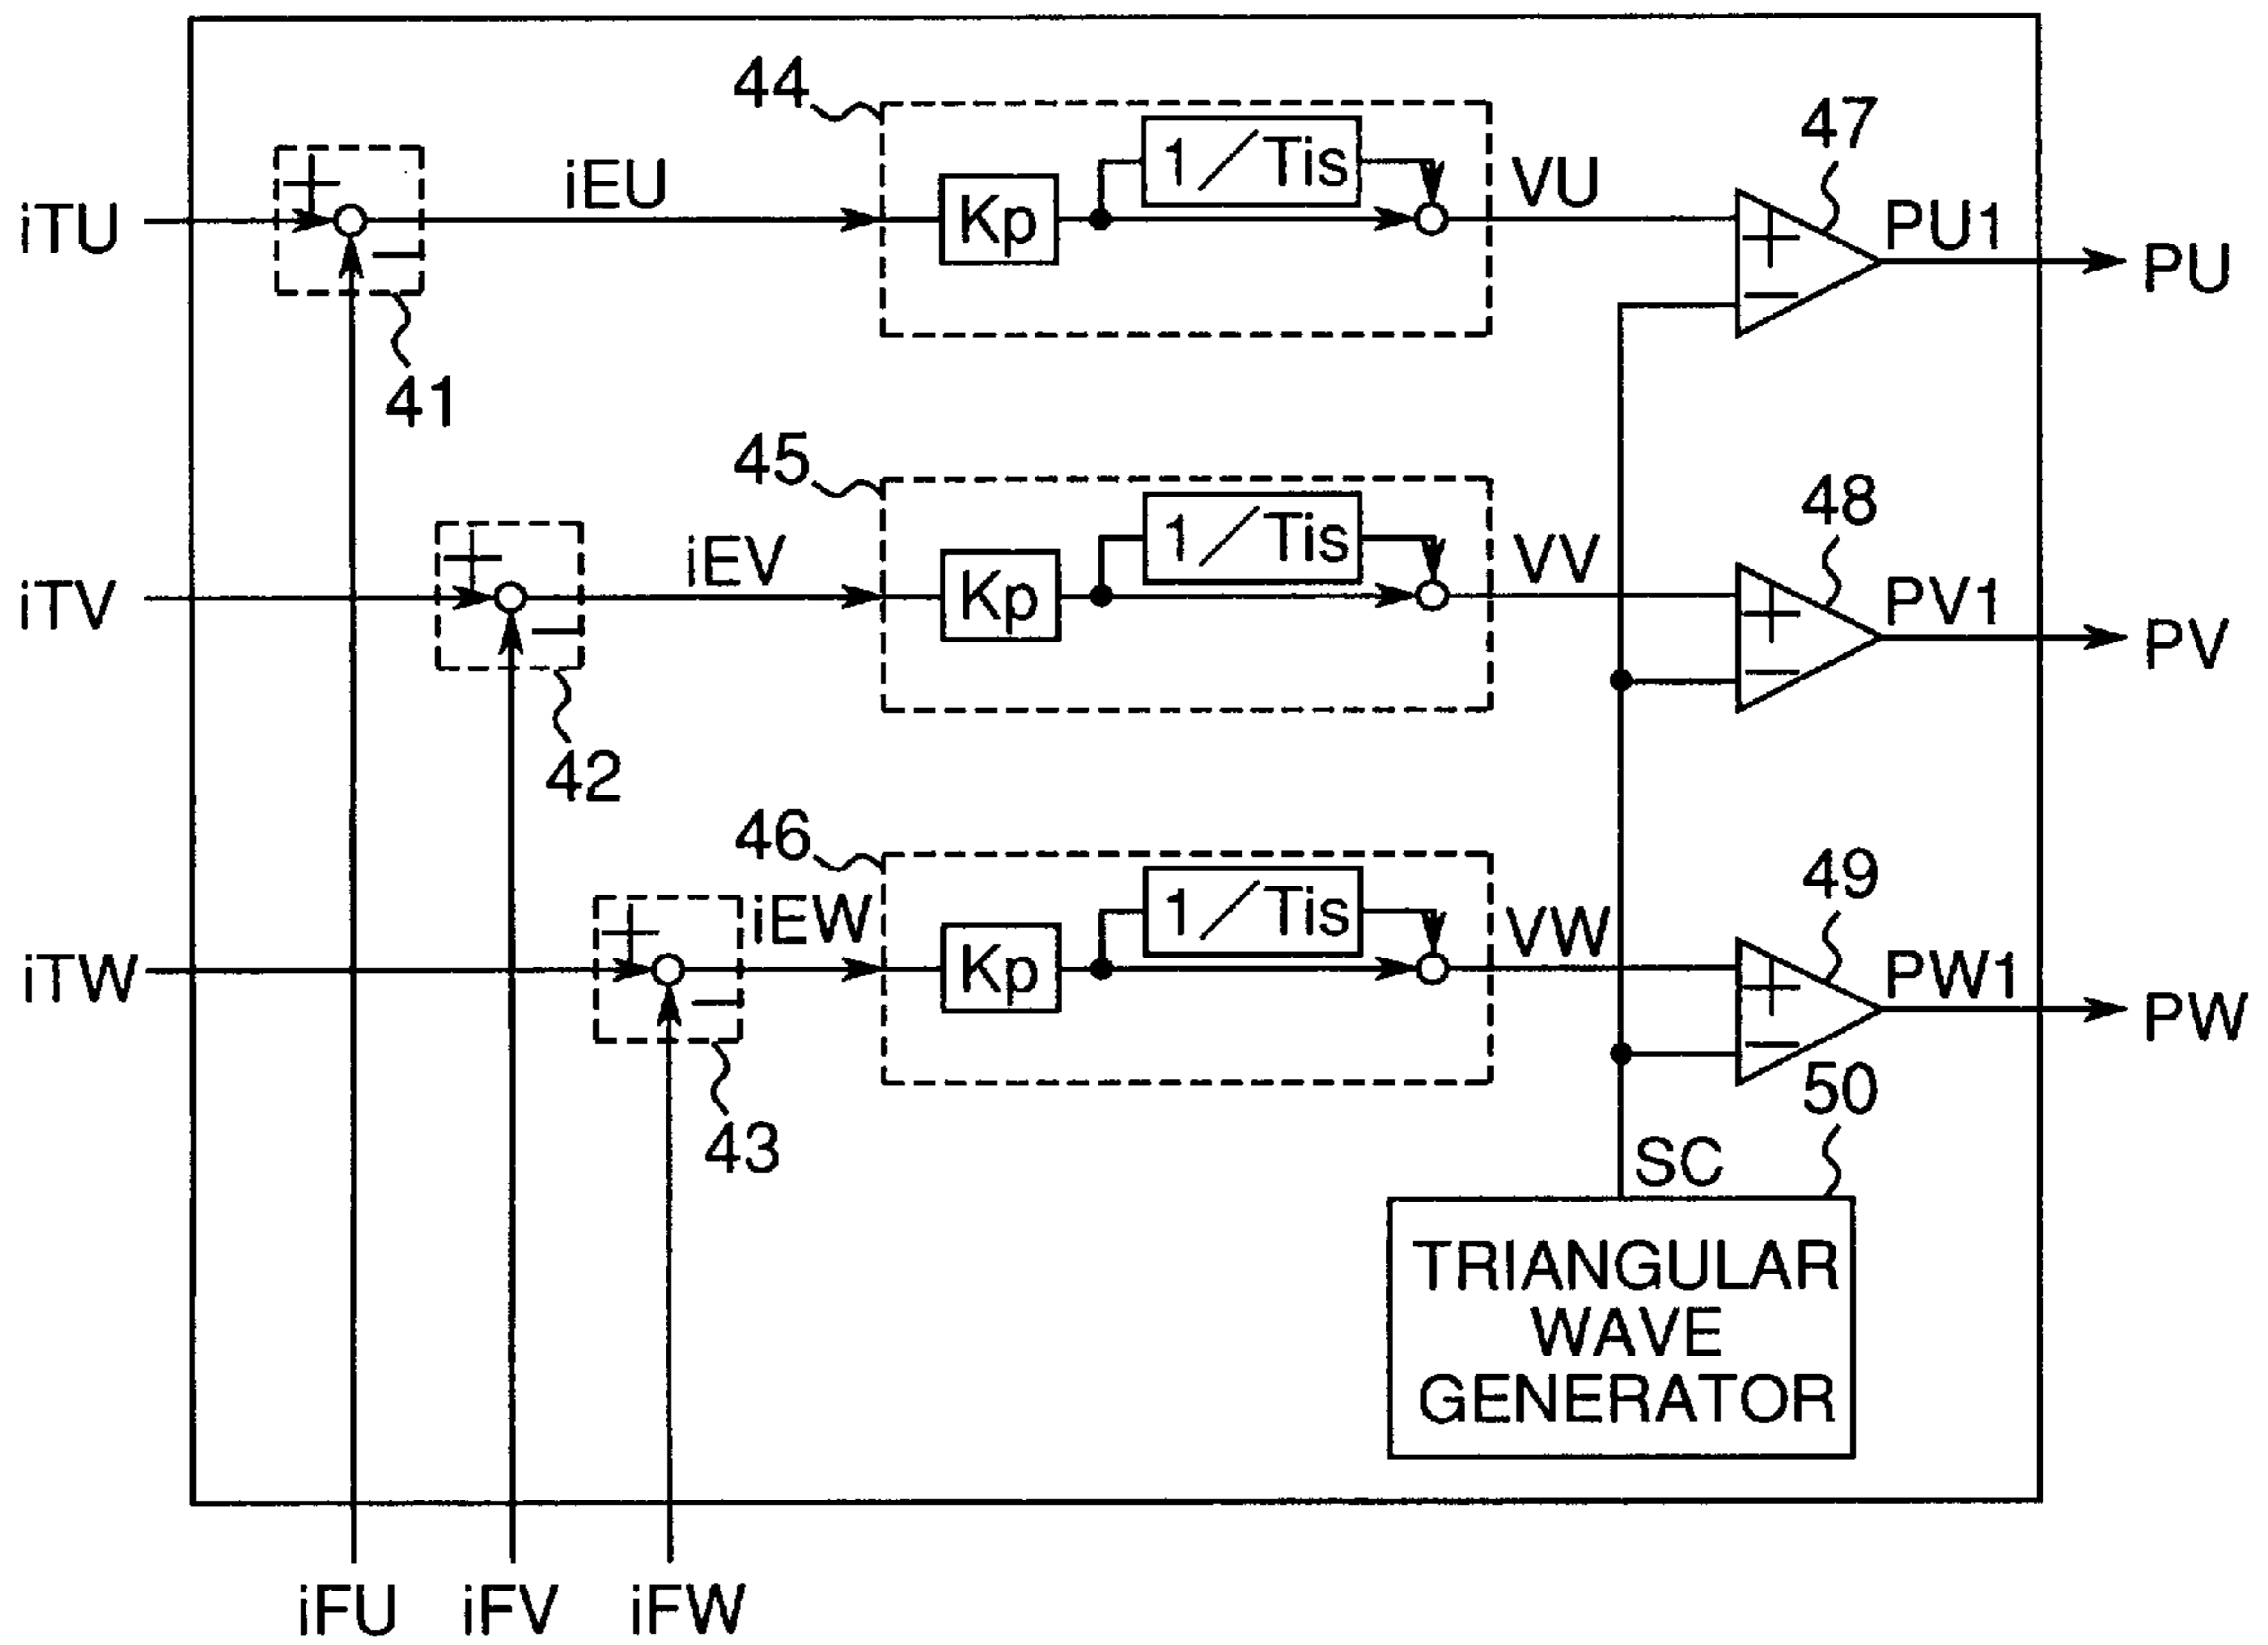 44
47
1/Tis
iEU
VU
Kp
PU1
iTU
PU
41
45
48
1/Tis
iEV
VV
Kp
PV1
iTV
PV
42
46
49
1/Tis
iEW
VW
Kp
PW1
iTW
PW
50
43
SC
TRIANGULAR
WAVE
GENERATOR
iFU iFV iFW